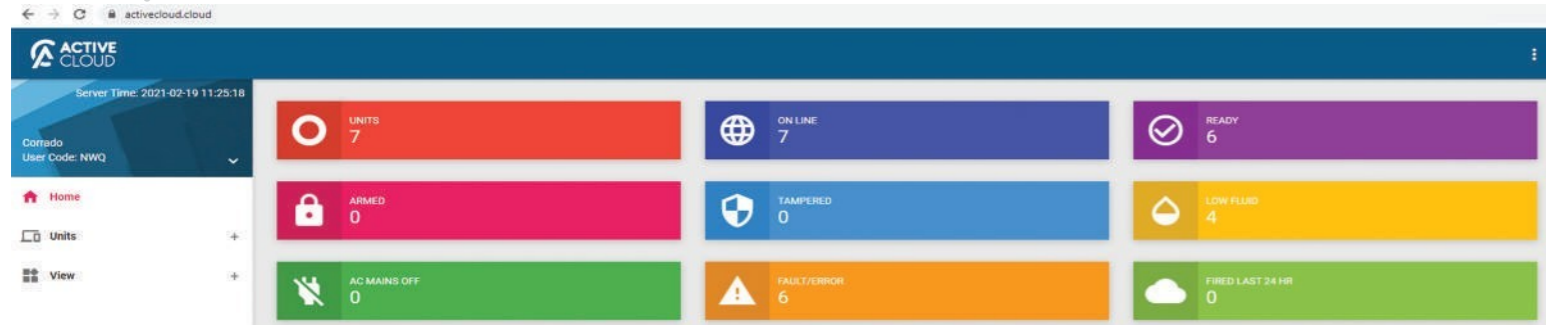 activecloud.cloud
ACTIVE
CLOUD
Server Time: 2021-02-19 11:25:18
Corrado
User Code: NWQ
Home
Units +
View +
UNITS
7
ON LINE
7
READY
6
ARMED
0
TAMPERED
0
LOW FLUID
4
AC MAINS OFF
0
FAULT/ERROR
6
FIRED LAST 24 HR
0